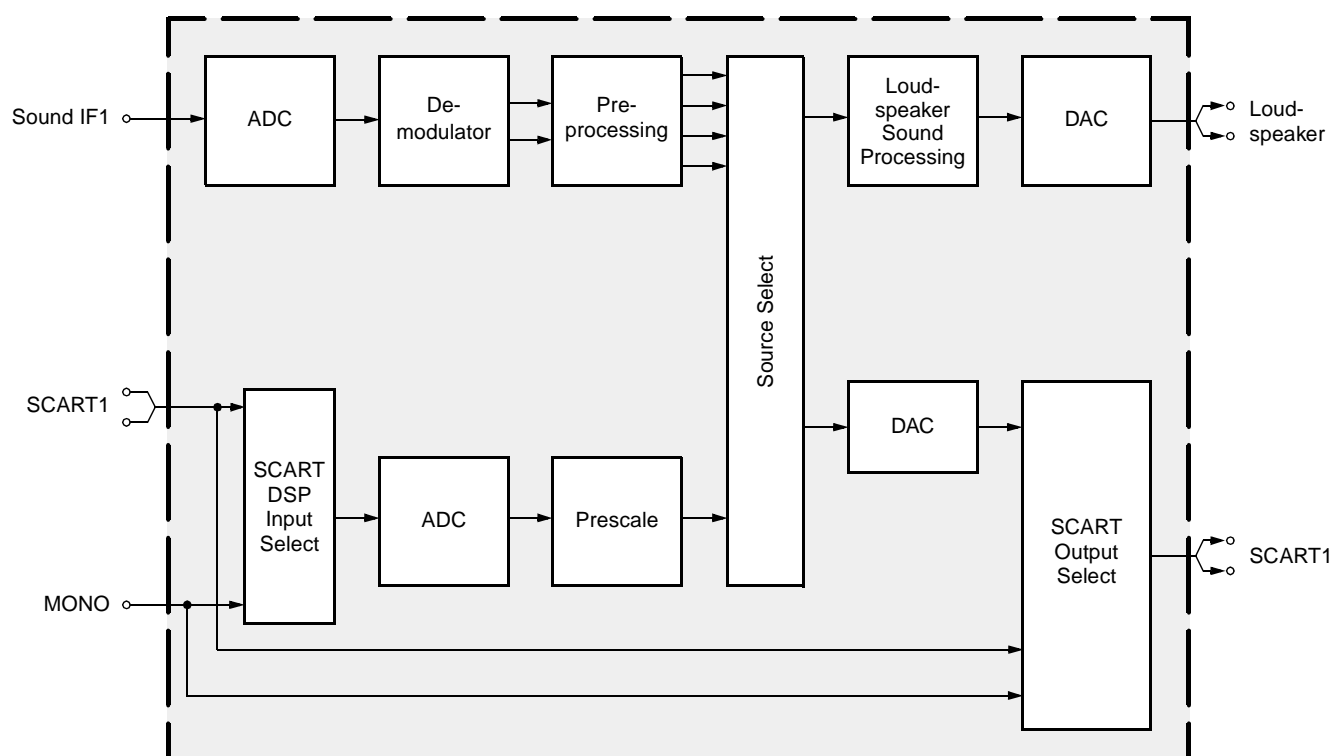 Sound IF1
ADC
De-
modulator
Pre-
processing
Loud-
speaker
Sound
Processing
DAC
Loud-
speaker
Source Select
SCART1
SCART
DSP
Input
Select
ADC
Prescale
DAC
SCART
Output
Select
SCART1
MONO